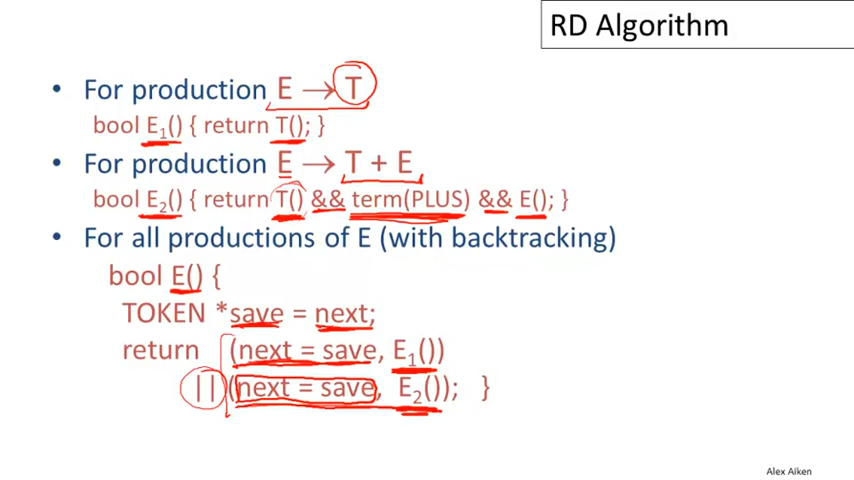 RD Algorithm
• For production E → T
bool E₁() { return T(); }
• For production E → T + E
bool E₂() { return T() && term(PLUS) && E(); }
• For all productions of E (with backtracking)
bool E() {
TOKEN *save = next;
return (next = save, E₁())
|| (next = save, E₂()); }
Alex Aiken